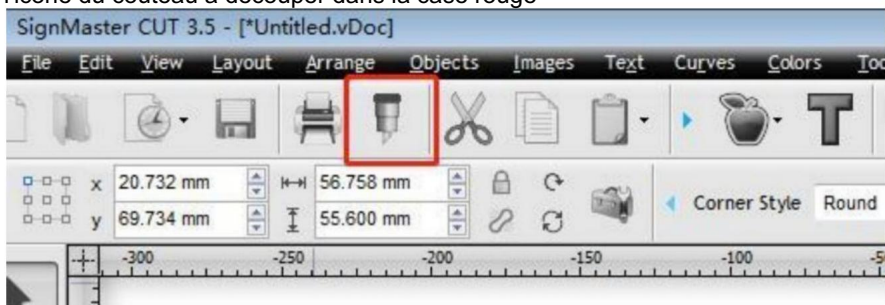 l'icône du couteau à découper dans la case rouge
SignMaster CUT 3.5 - [*Untitled.vDoc]
File Edit View Layout Arrange Objects Images Text Curves Colors
x 20.732 mm 56.758 mm
Corner Style Round
y 69.734 mm 55.600 mm
-300 -250 -200 -150 -100